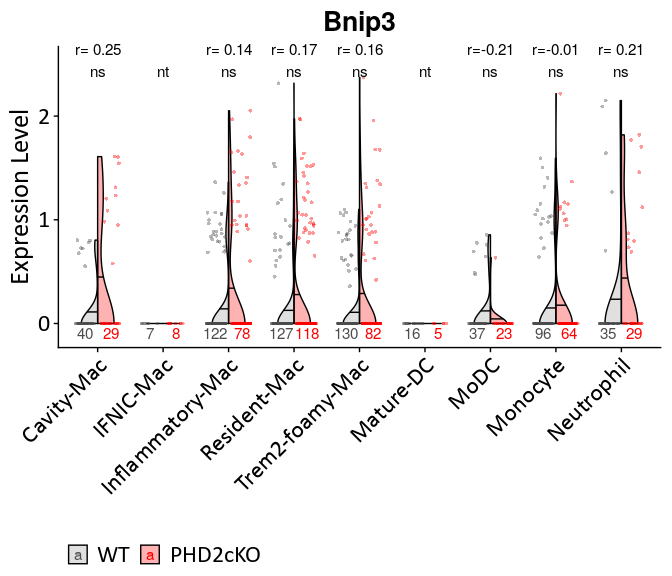 Bnip3
r= 0.25 r= 0.14 r= 0.17 r= 0.16 r=-0.21 r=-0.01 r= 0.21
ns nt ns ns ns nt ns ns ns
Expression Level
2
1
0
40 29 7 8 122 78 127 118 130 82 16 5 37 23 96 64 35 29
Cavity-Mac
IFNIC-Mac
Inflammatory-Mac
Resident-Mac
Trem2-foamy-Mac
Mature-DC
MoDC
Monocyte
Neutrophil
a WT a PHD2cKO